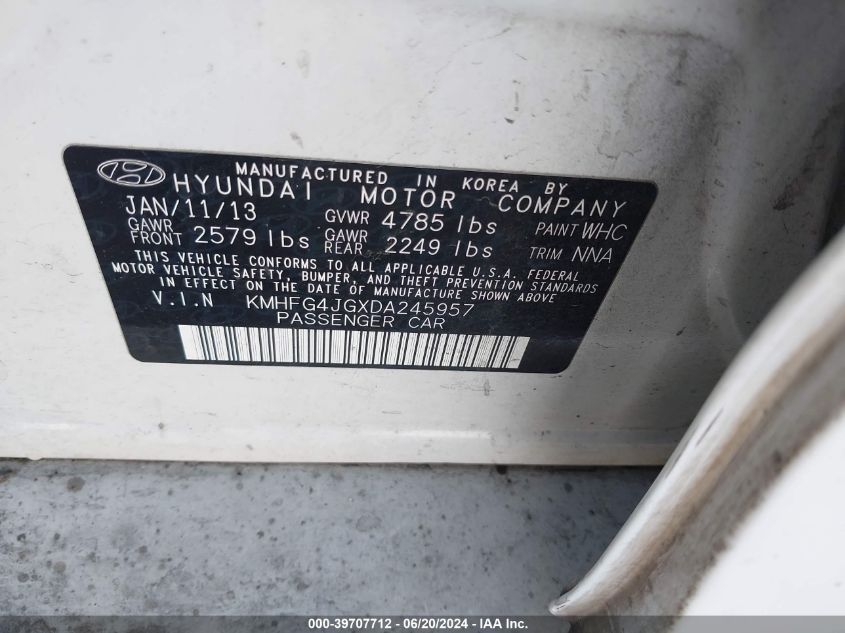 MANUFACTURED IN KOREA BY
HYUNDAI MOTOR COMPANY
JAN/11/13 GVWR 4785 lbs PAINT WHC
GAWR FRONT 2579 lbs GAWR REAR 2249 lbs TRIM NNA
THIS VEHICLE CONFORMS TO ALL APPLICABLE U.S.A. FEDERAL
MOTOR VEHICLE SAFETY, BUMPER, AND THEFT PREVENTION STANDARDS
IN EFFECT ON THE DATE OF MANUFACTURE SHOWN ABOVE
V.I.N KMHFG4JGXDA245957
PASSENGER CAR
000-39707712 - 06/20/2024 - IAA Inc.